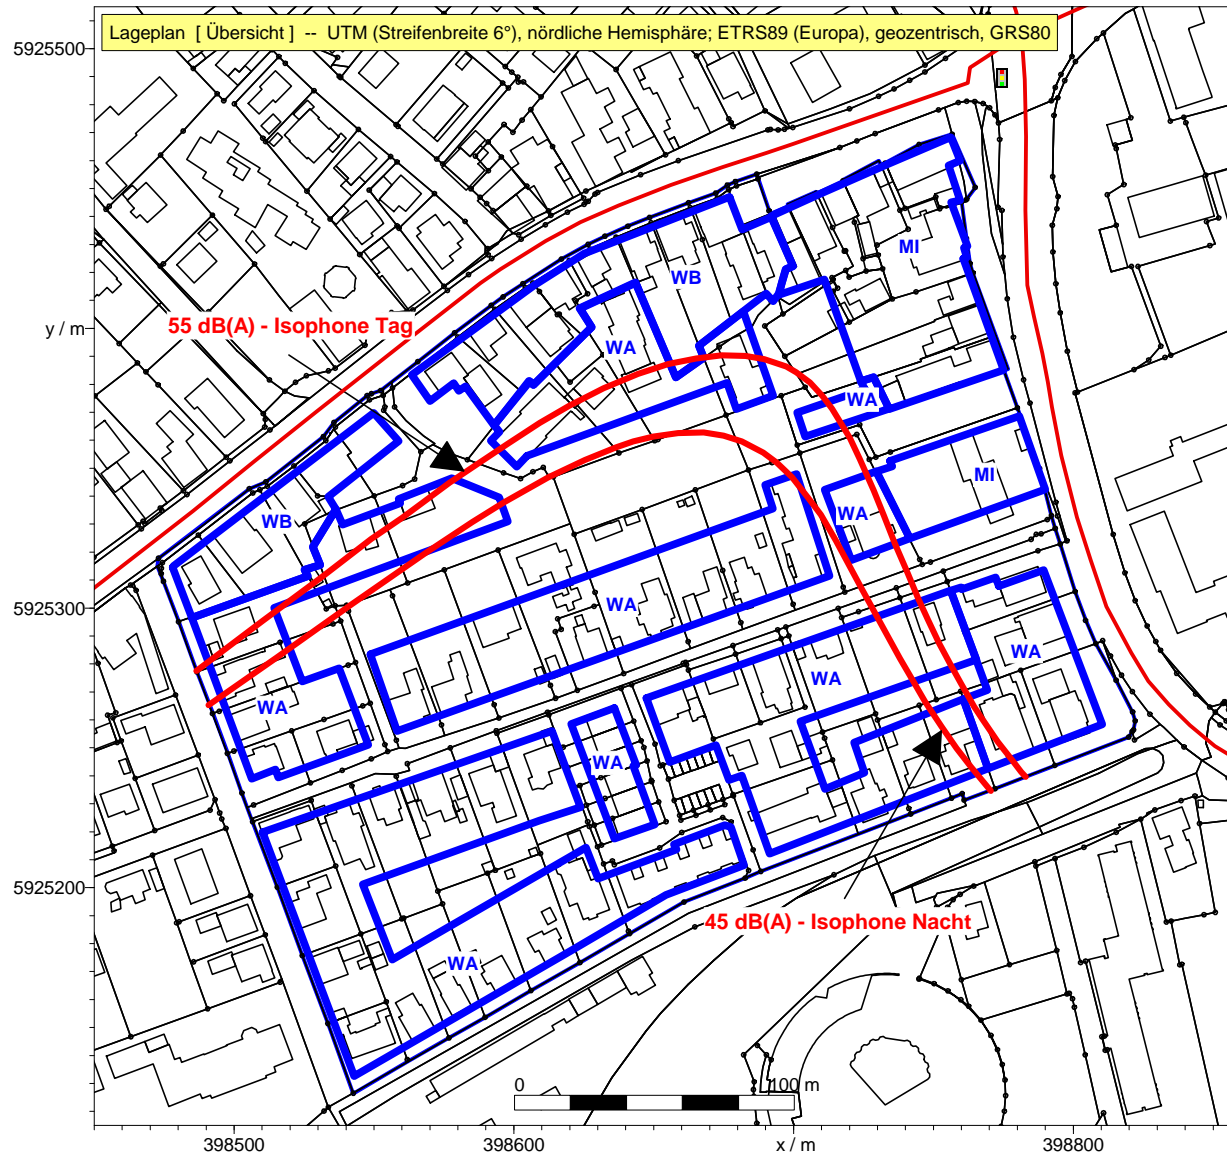 Lageplan [ Übersicht ] -- UTM (Streifenbreite 6°), nördliche Hemisphäre; ETRS89 (Europa), geozentrisch, GRS80
5925500
MI
WB
y / m
55 dB(A) - Isophone Tag
WA
WA
MI
WA
WB
5925300
WA
WA
WA
WA
WA
5925200
45 dB(A) - Isophone Nacht
WA
0 100 m
398500 398600 x / m 398800